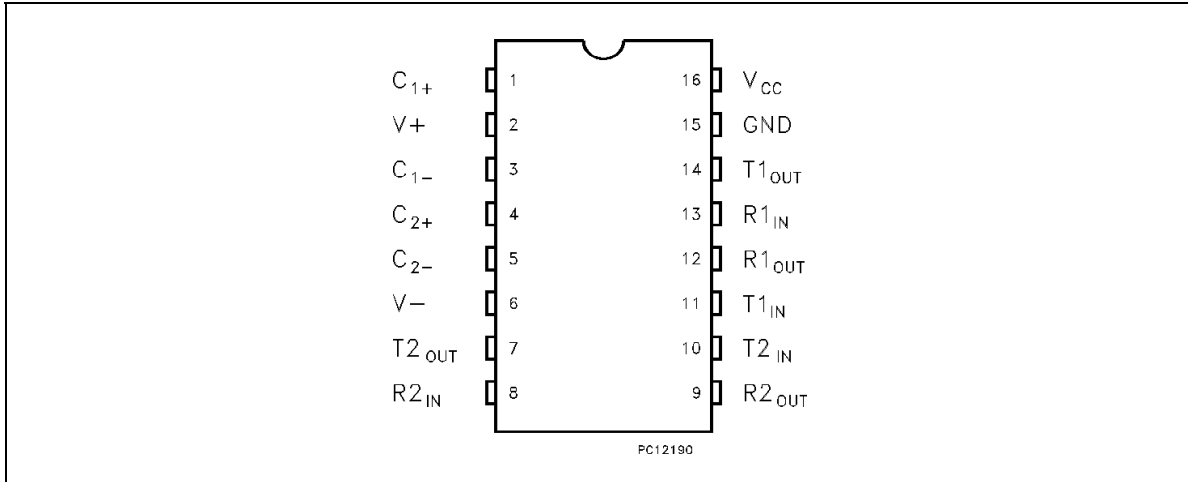 C1+ 1 16 VCC
V+ 2 15 GND
C1− 3 14 T1OUT
C2+ 4 13 R1IN
C2− 5 12 R1OUT
V− 6 11 T1IN
T2OUT 7 10 T2IN
R2IN 8 9 R2OUT
PC12190